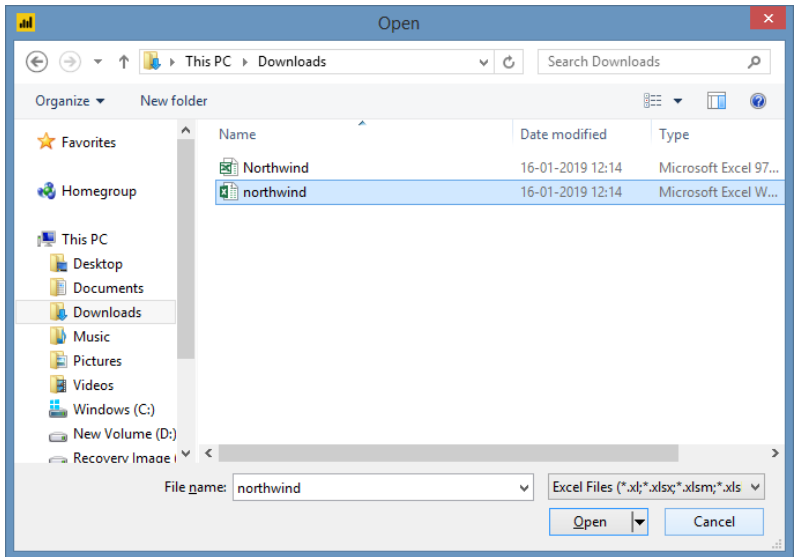 Open
This PC Downloads Search Downloads
Organize New folder
Favorites
Homegroup
This PC
Desktop
Documents
Downloads
Music
Pictures
Videos
Windows (C:)
New Volume (D:)
Recovery Image (
Name Date modified Type
Northwind 16-01-2019 12:14 Microsoft Excel 97...
northwind 16-01-2019 12:14 Microsoft Excel W...
File name: northwind Excel Files (*.xl;*.xlsx;*.xlsm;*.xls
Open Cancel